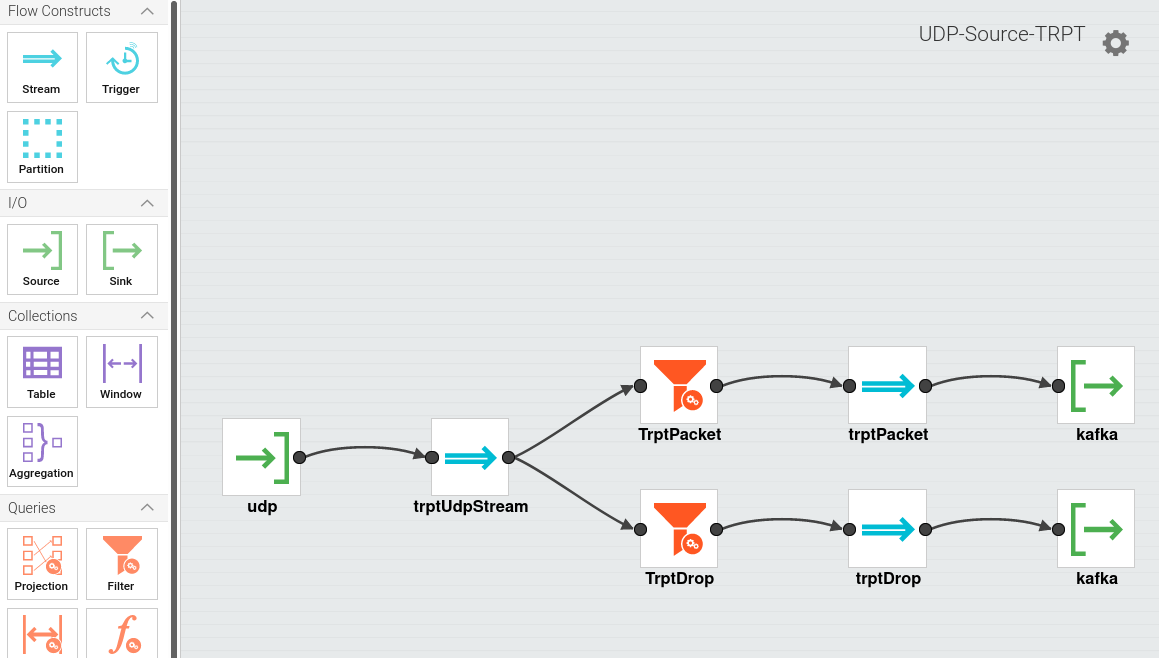 Flow Constructs
Stream
Trigger
Partition
I/O
Source
Sink
Collections
Table
Window
Aggregation
Queries
Projection
Filter
UDP-Source-TRPT
udp
trptUdpStream
TrptPacket
trptPacket
kafka
TrptDrop
trptDrop
kafka